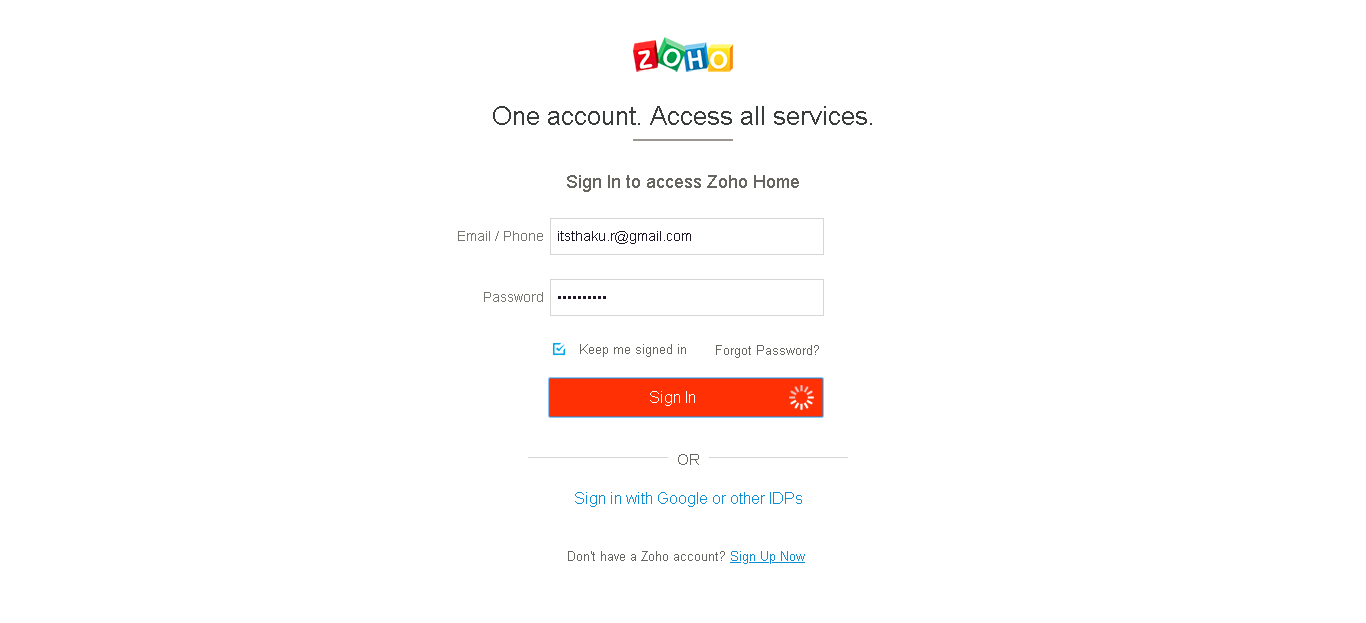 ZOHO
One account. Access all services.
Sign In to access Zoho Home
Email / Phone itsthaku.r@gmail.com
Password ••••••••••
Keep me signed in Forgot Password?
Sign In
OR
Sign in with Google or other IDPs
Don't have a Zoho account? Sign Up Now